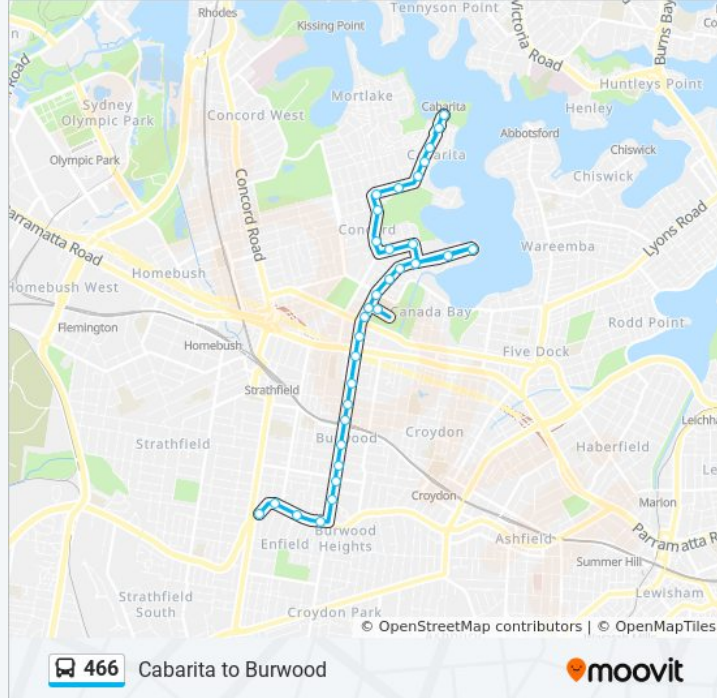 Rhodes
Tennyson Point
Kissing Point
Victoria Road
Burns Bay
Huntleys Point
Mortlake
Cabarita
Sydney
Olympic Park
Concord West
Henley
Abbotsford
Chiswick
Olympic Park
Cabarita
Chiswick
Concord Road
Parramatta Road
Concord
Lyons Road
Wareemba
Homebush
Homebush West
Canada Bay
Rodd Point
Flemington
Homebush
Five Dock
Strathfield
Leichha
Strathfield
Burwood
Croydon
Haberfield
Le
Croydon
Marion
Parramatta R
Enfield
Burwood
Heights
Ashfield
Summer Hill
Strathfield
South
Lewisham
Croydon Park
© OpenStreetMap contributors | © OpenMapTiles
466 Cabarita to Burwood
moovit